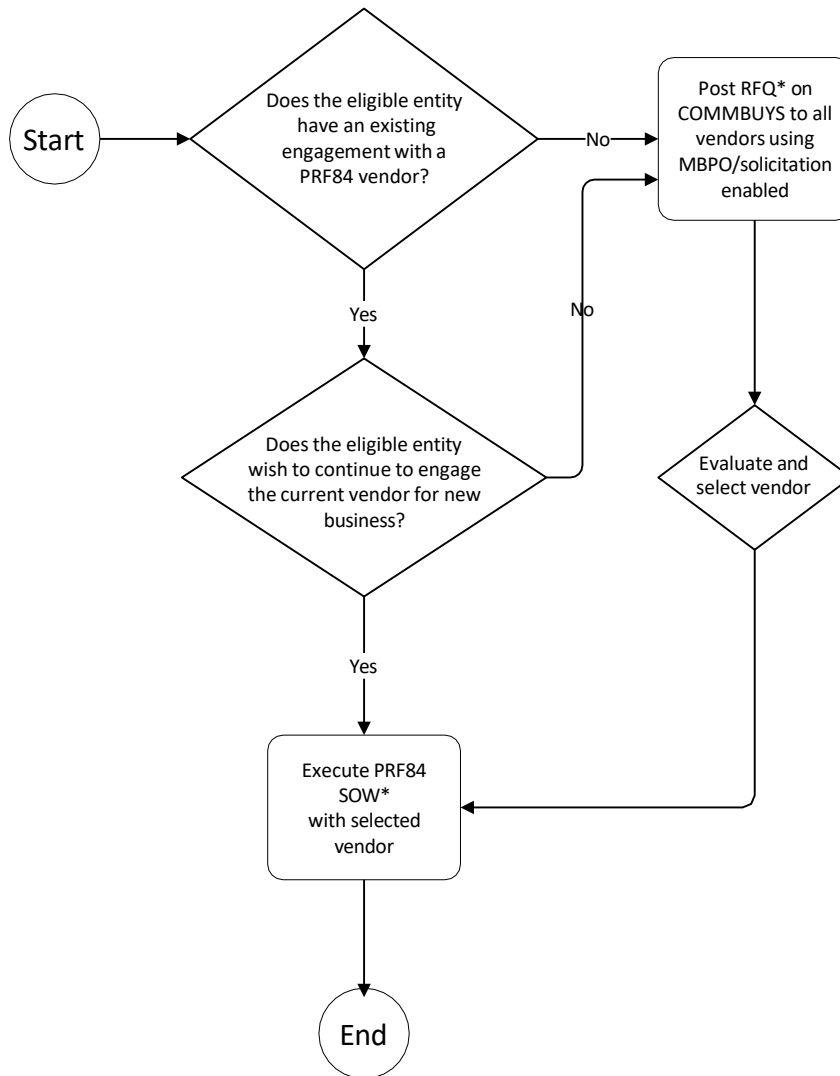 Start
Does the eligible entity
have an existing
engagement with a
PRF84 vendor?
No
Post RFQ* on
COMMBUYS to all
vendors using
MBPO/solicitation
enabled
Yes
No
Does the eligible entity
wish to continue to engage
the current vendor for new
business?
Evaluate and
select vendor
Yes
Execute PRF84
SOW*
with selected
vendor
End